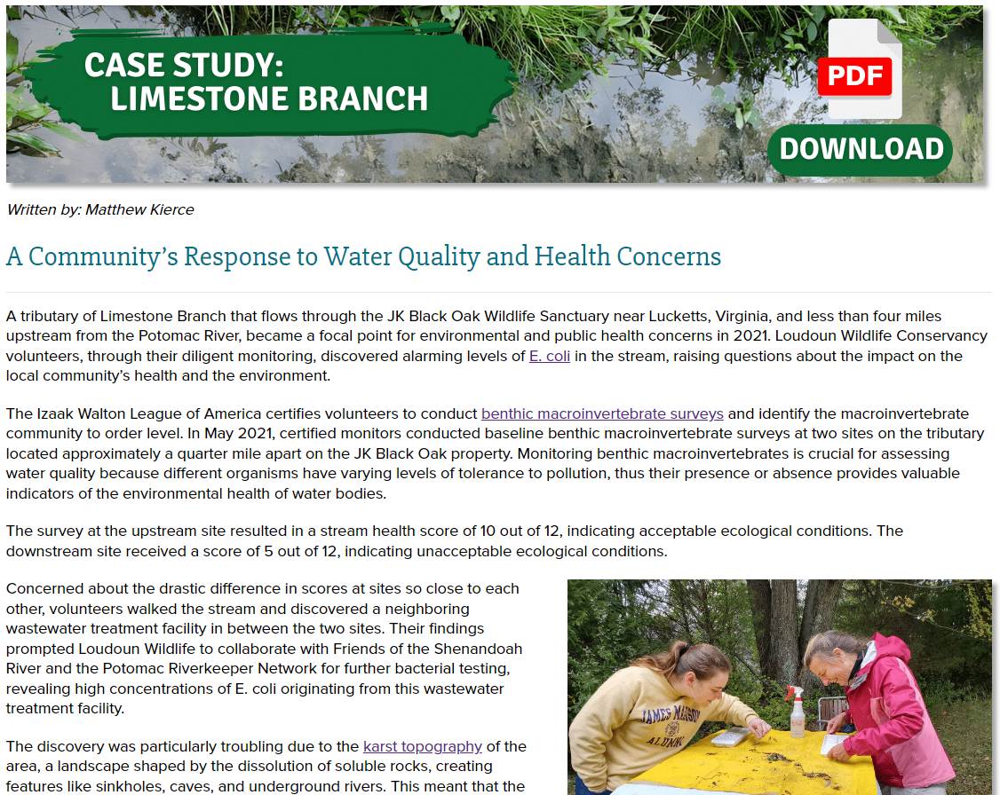 CASE STUDY:
LIMESTONE BRANCH
PDF
DOWNLOAD
Written by: Matthew Kierce
A Community’s Response to Water Quality and Health Concerns
A tributary of Limestone Branch that flows through the JK Black Oak Wildlife Sanctuary near Lucketts, Virginia, and less than four miles
upstream from the Potomac River, became a focal point for environmental and public health concerns in 2021. Loudoun Wildlife Conservancy
volunteers, through their diligent monitoring, discovered alarming levels of E. coli in the stream, raising questions about the impact on the
local community’s health and the environment.
The Izaak Walton League of America certifies volunteers to conduct benthic macroinvertebrate surveys and identify the macroinvertebrate
community to order level. In May 2021, certified monitors conducted baseline benthic macroinvertebrate surveys at two sites on the tributary
located approximately a quarter mile apart on the JK Black Oak property. Monitoring benthic macroinvertebrates is crucial for assessing
water quality because different organisms have varying levels of tolerance to pollution, thus their presence or absence provides valuable
indicators of the environmental health of water bodies.
The survey at the upstream site resulted in a stream health score of 10 out of 12, indicating acceptable ecological conditions. The
downstream site received a score of 5 out of 12, indicating unacceptable ecological conditions.
Concerned about the drastic difference in scores at sites so close to each
other, volunteers walked the stream and discovered a neighboring
wastewater treatment facility in between the two sites. Their findings
prompted Loudoun Wildlife to collaborate with Friends of the Shenandoah
River and the Potomac Riverkeeper Network for further bacterial testing,
revealing high concentrations of E. coli originating from this wastewater
treatment facility.
The discovery was particularly troubling due to the karst topography of the
area, a landscape shaped by the dissolution of soluble rocks, creating
features like sinkholes, caves, and underground rivers. This meant that the
JAMES MADISON
ALUMNA